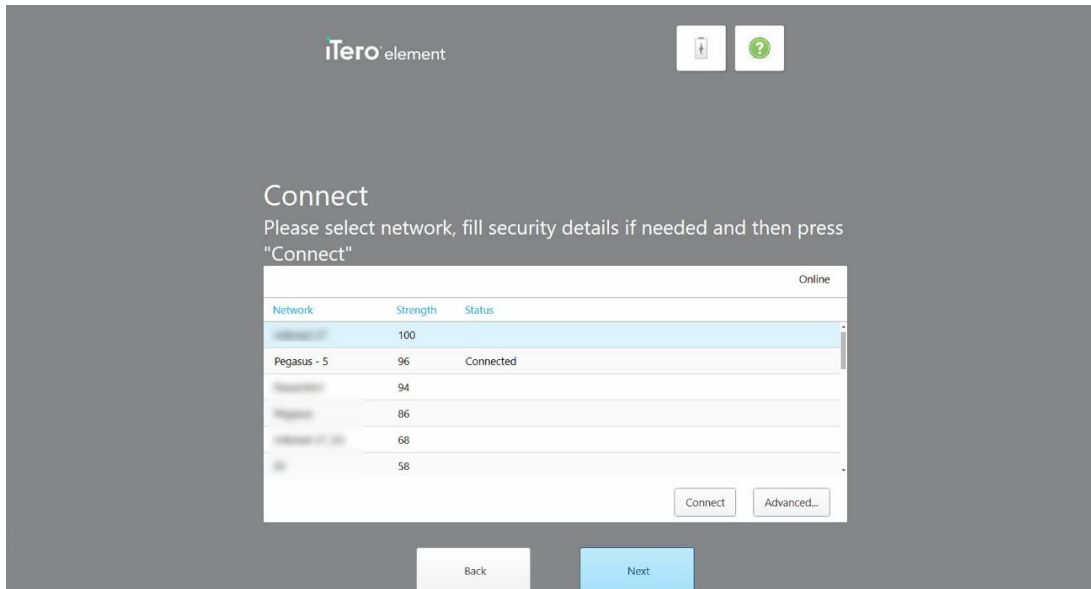 iTero element
Connect
Please select network, fill security details if needed and then press
"Connect"
Online
Network Strength Status
100
Pegasus - 5 96 Connected
94
86
68
58
Connect Advanced...
Back Next